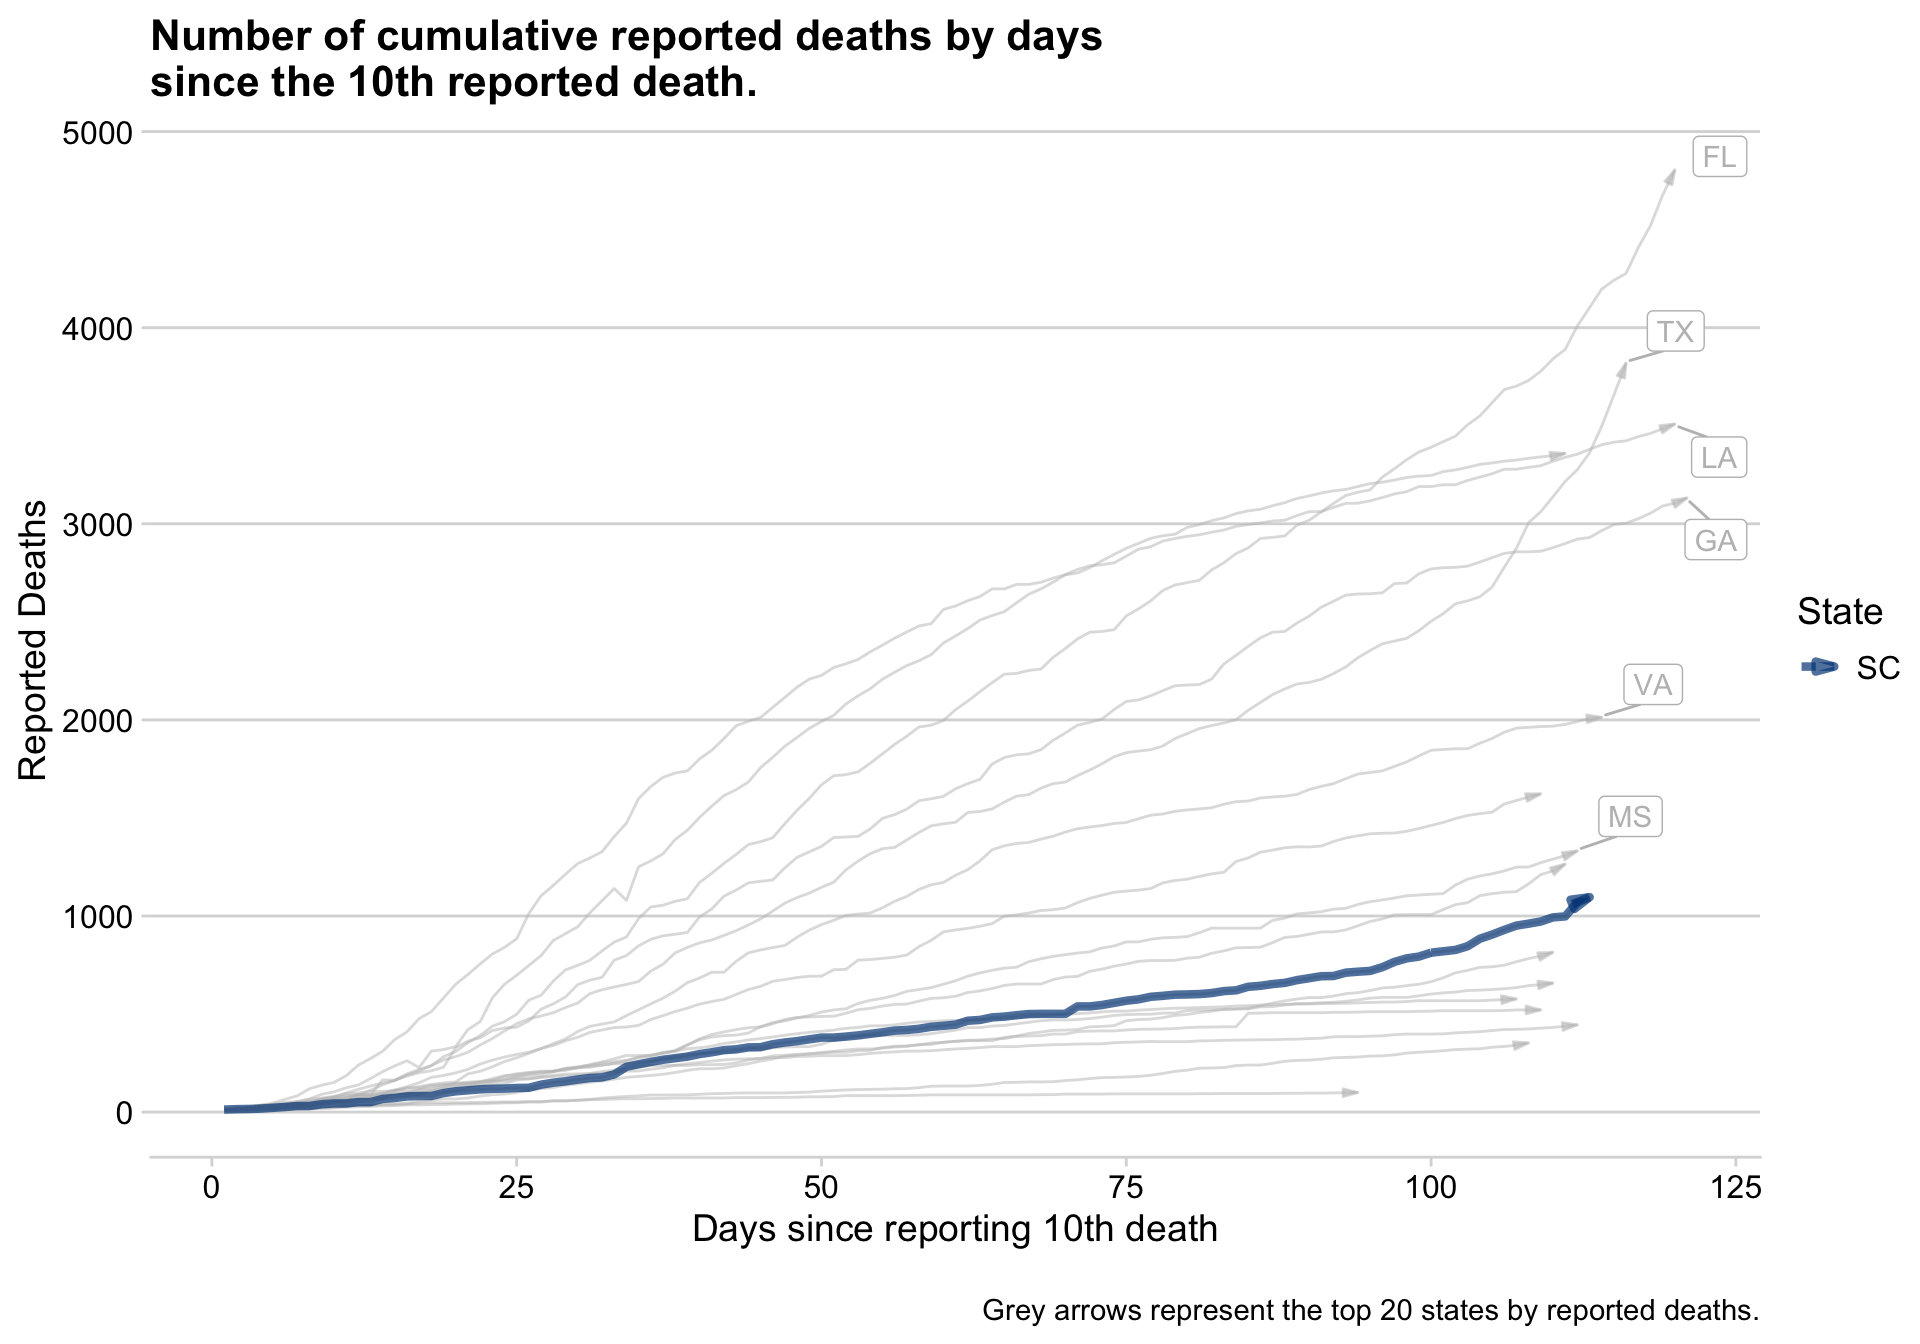 Number of cumulative reported deaths by days
since the 10th reported death.
5000
4000
3000
2000
1000
0
Reported Deaths
FL
TX
LA
GA
VA
MS
State
SC
0 25 50 75 100 125
Days since reporting 10th death
Grey arrows represent the top 20 states by reported deaths.